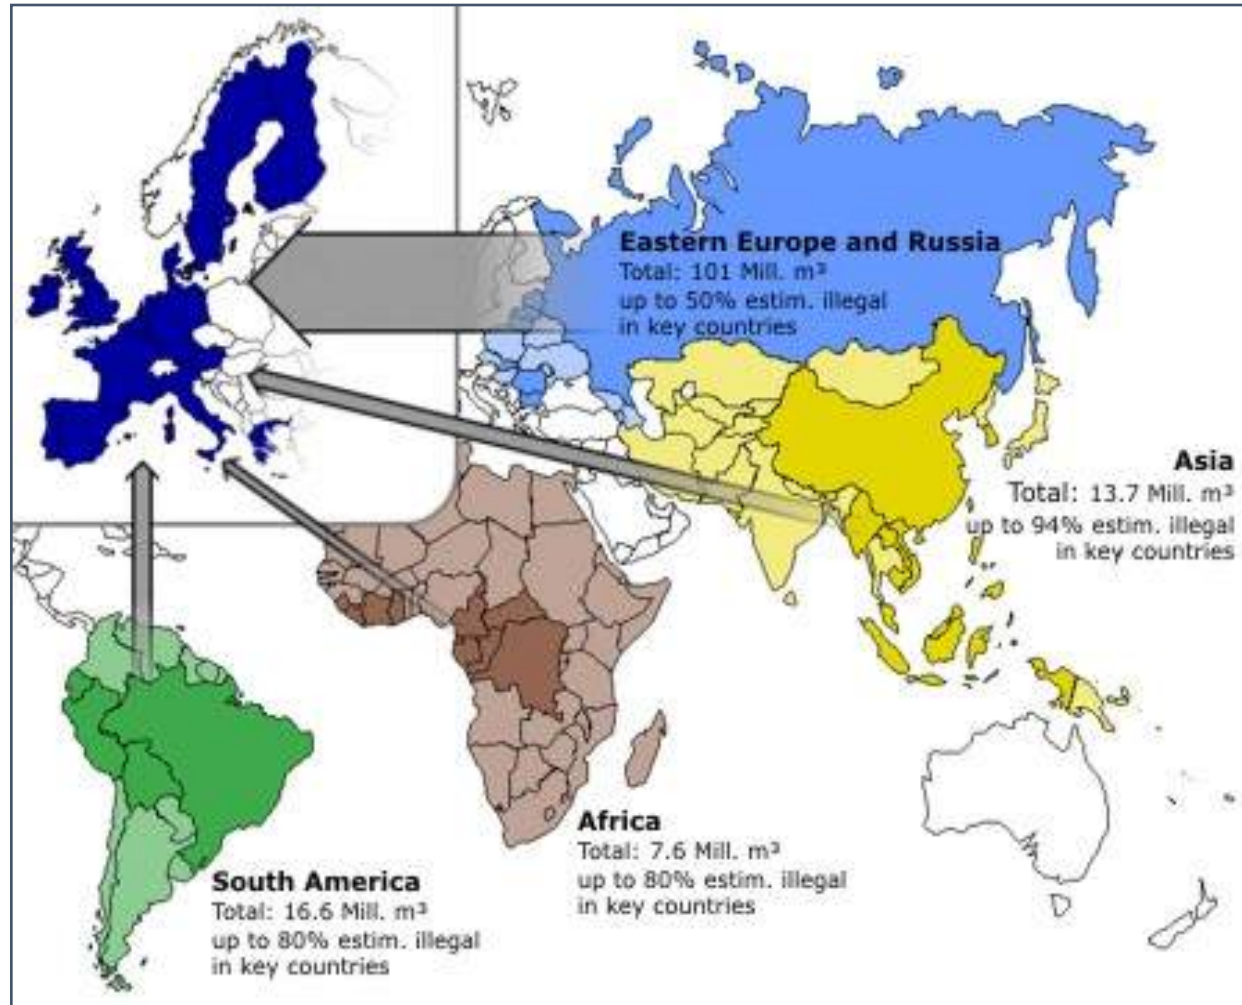 Eastern Europe and Russia
Total: 101 Mill. m³
up to 50% estim. illegal
in key countries
Asia
Total: 13.7 Mill. m³
up to 94% estim. illegal
in key countries
Africa
Total: 7.6 Mill. m³
up to 80% estim. illegal
in key countries
South America
Total: 16.6 Mill. m³
up to 80% estim. illegal
in key countries